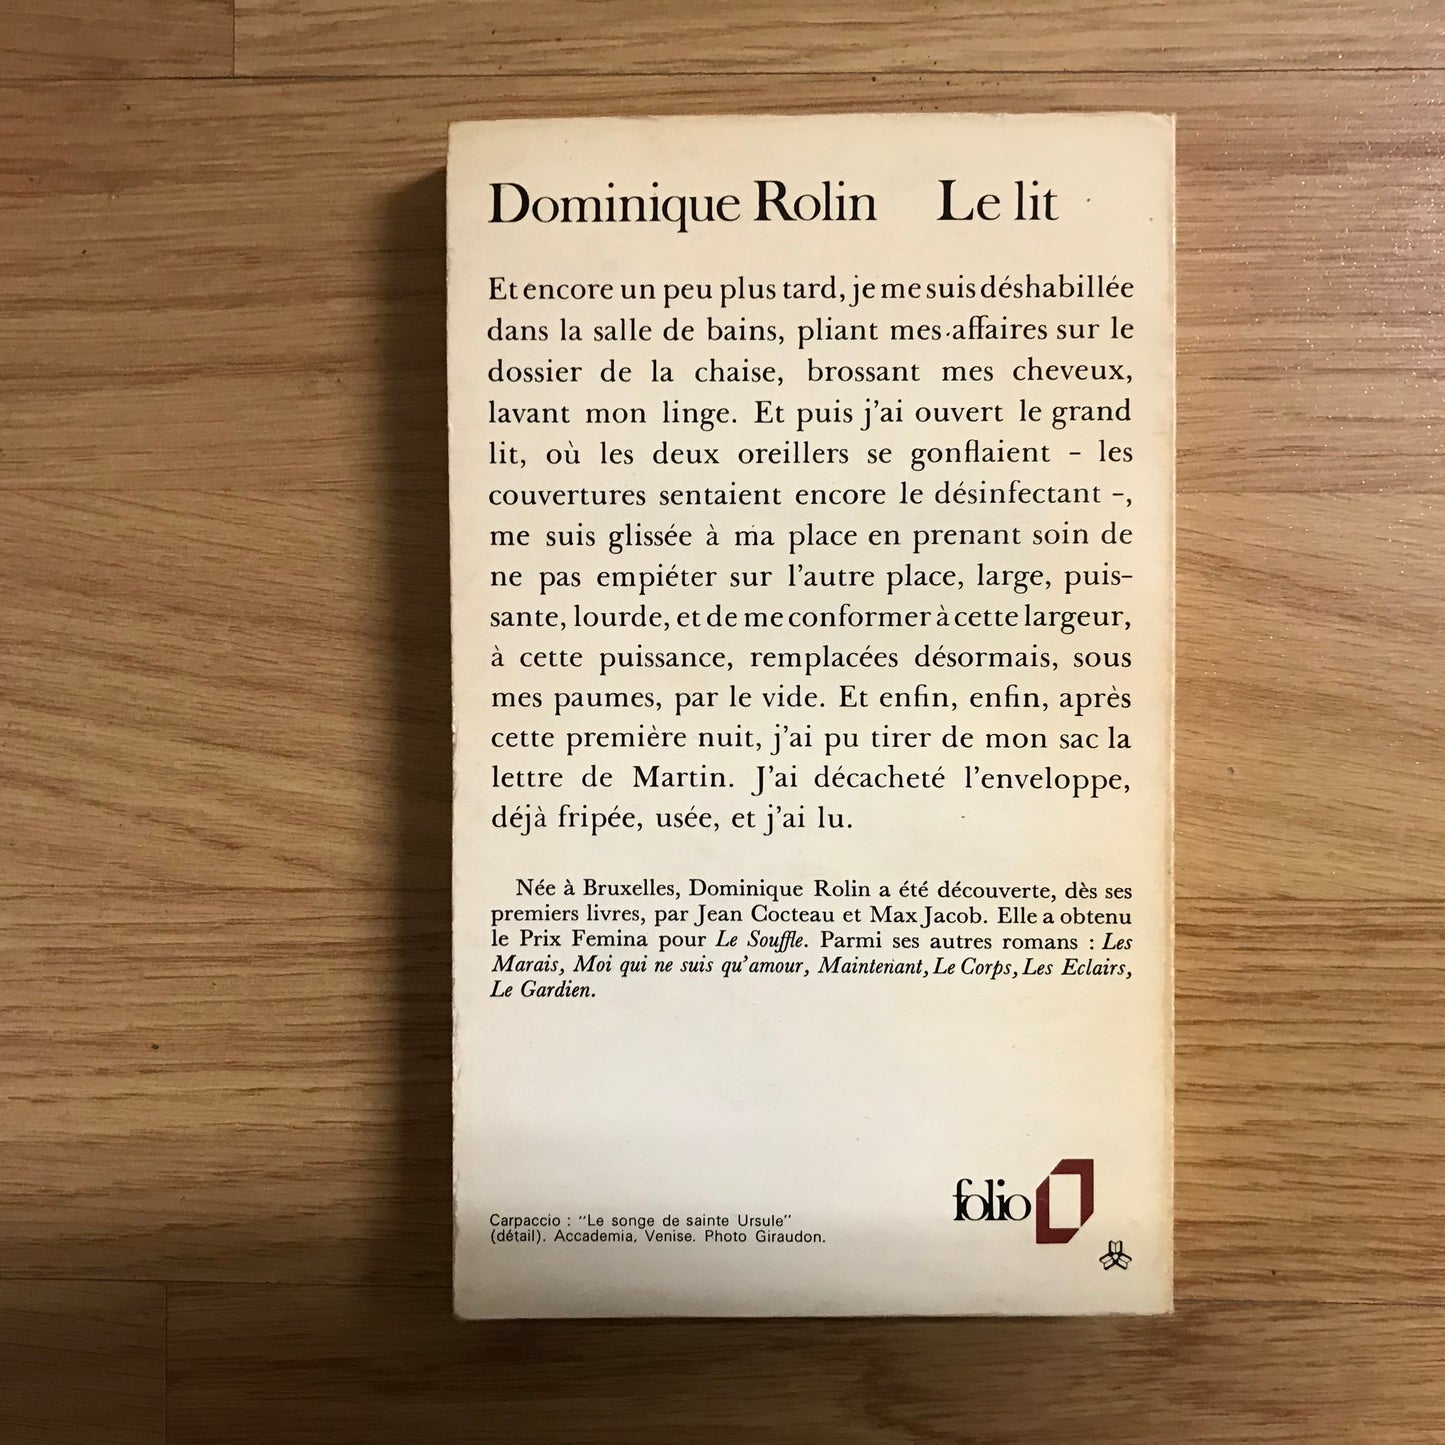 Dominique Rolin Le lit
Et encore un peu plus tard, je me suis déshabillée
dans la salle de bains, pliant mes affaires sur le
dossier de la chaise, brossant mes cheveux,
lavant mon linge. Et puis j'ai ouvert le grand
lit, où les deux oreillers se gonflaient – les
couvertures sentaient encore le désinfectant –,
me suis glissée à ma place en prenant soin de
ne pas empiéter sur l'autre place, large, puis-
sante, lourde, et de me conformer à cette largeur,
à cette puissance, remplacées désormais, sous
mes paumes, par le vide. Et enfin, enfin, après
cette première nuit, j'ai pu tirer de mon sac la
lettre de Martin. J'ai décacheté l'enveloppe,
déjà fripée, usée, et j'ai lu.
Née à Bruxelles, Dominique Rolin a été découverte, dès ses
premiers livres, par Jean Cocteau et Max Jacob. Elle a obtenu
le Prix Femina pour Le Souffle. Parmi ses autres romans : Les
Marais, Moi qui ne suis qu'amour, Maintenant, Le Corps, Les Eclairs,
Le Gardien.
Carpaccio : "Le songe de sainte Ursule"
(détail). Accademia, Venise. Photo Giraudon.
folio